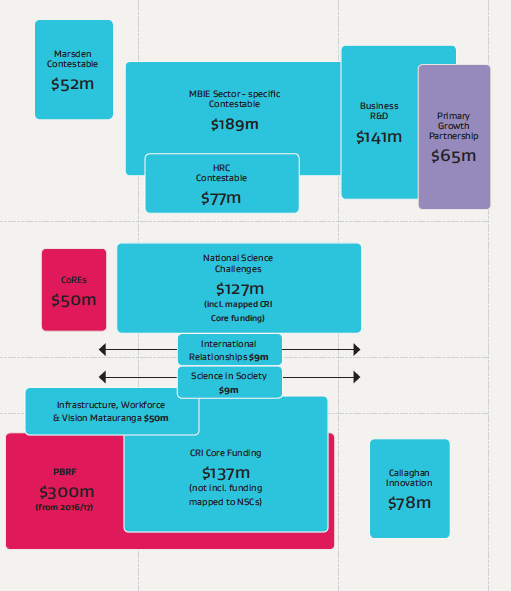 Marsden
Contestable
$52m
MBIE Sector - specific
Contestable
$189m
HRC
Contestable
$77m
Business
R&D
$141m
Primary
Growth
Partnership
$65m
CoREs
$50m
National Science
Challenges
$127m
(incl. mapped CRI
Core funding)
International
Relationships $9m
Science in Society
$9m
Infrastructure, Workforce
& Vision Matauranga $50m
PBRF
$300m
(from 2016/17)
CRI Core Funding
$137m
(not incl. funding
mapped to NSCs)
Callaghan
Innovation
$78m